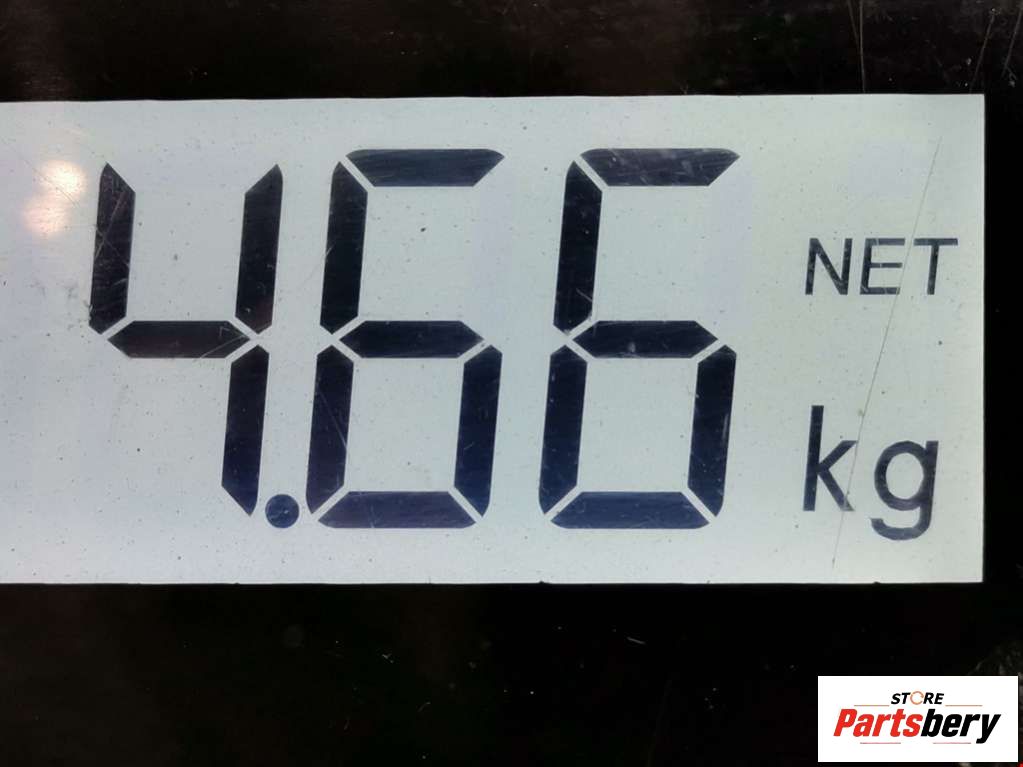 4.66
NET
kg
STORE
Partsbery